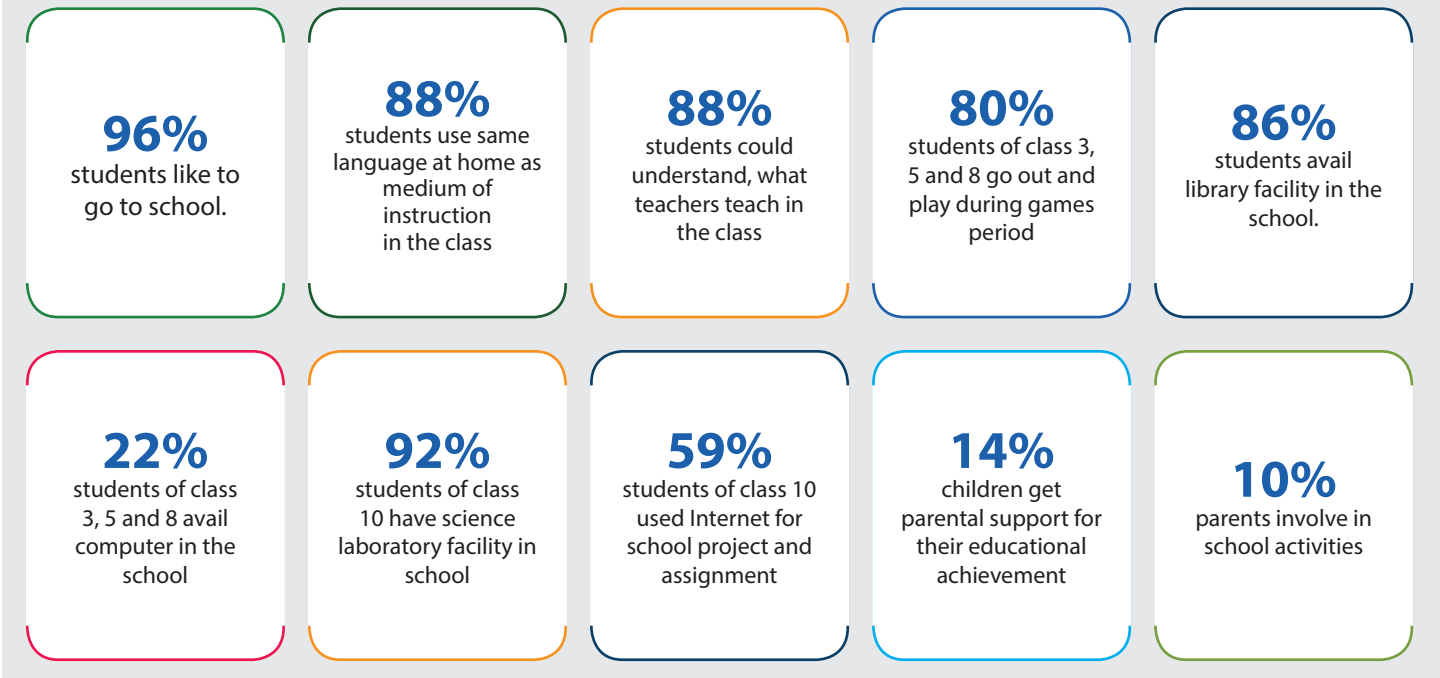 96%
students like to
go to school.
88%
students use same
language at home as
medium of
instruction
in the class
88%
students could
understand, what
teachers teach in
the class
80%
students of class 3,
5 and 8 go out and
play during games
period
86%
students avail
library facility in the
school.
22%
students of class
3, 5 and 8 avail
computer in the
school
92%
students of class
10 have science
laboratory facility in
school
59%
students of class 10
used Internet for
school project and
assignment
14%
children get
parental support for
their educational
achievement
10%
parents involve in
school activities